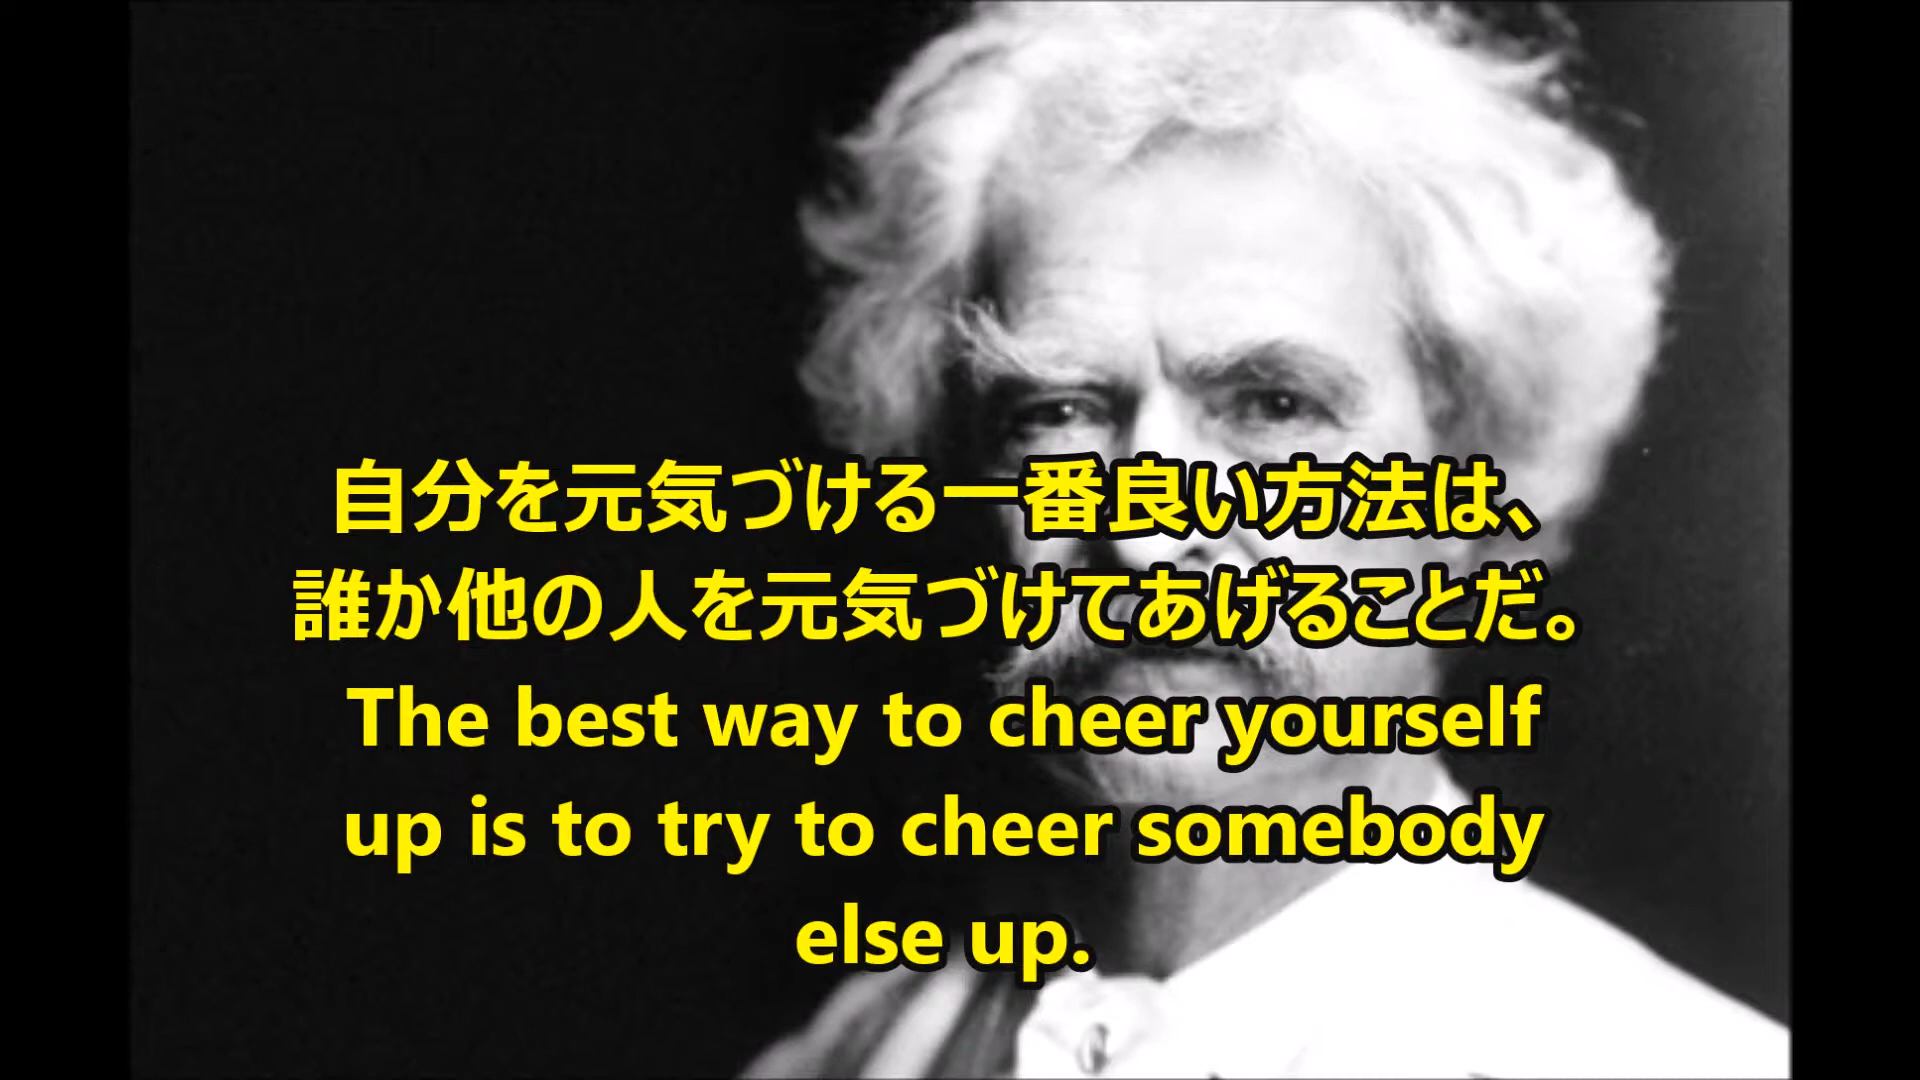 自分を元気づける一番良い方法は、
誰か他の人を元気づけてあげることだ。
The best way to cheer yourself
up is to try to cheer somebody
else up.